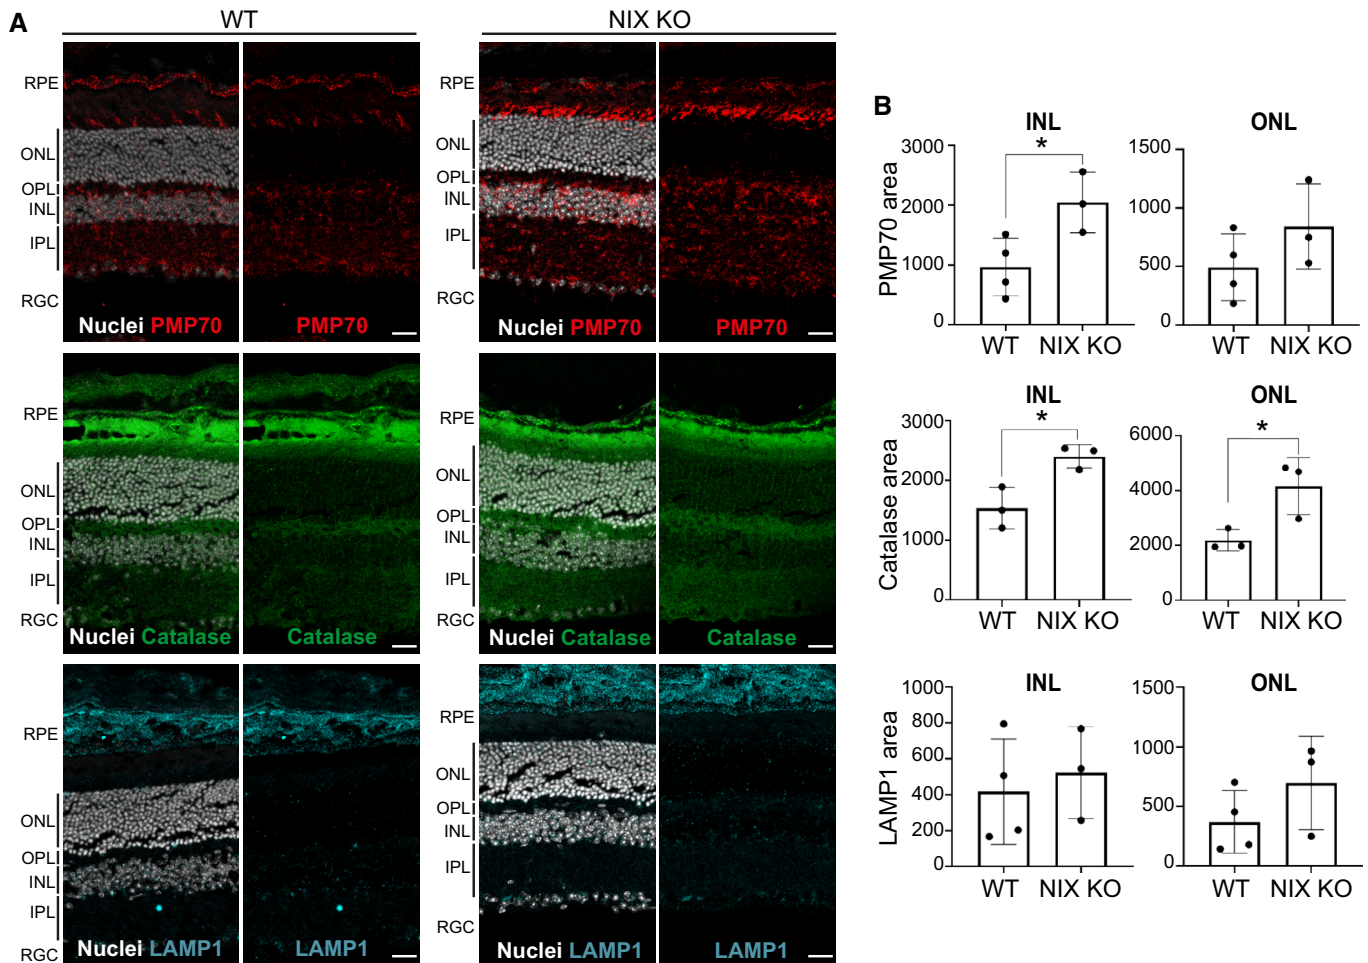 A
WT
NIX KO
RPE
ONL
OPL
INL
IPL
RGC
Nuclei PMP70
PMP70
RPE
ONL
OPL
INL
IPL
RGC
Nuclei PMP70
PMP70
RPE
ONL
OPL
INL
IPL
RGC
Nuclei Catalase
Catalase
RPE
ONL
OPL
INL
IPL
RGC
Nuclei Catalase
Catalase
RPE
ONL
OPL
INL
IPL
RGC
Nuclei LAMP1
LAMP1
RPE
ONL
OPL
INL
IPL
RGC
Nuclei LAMP1
LAMP1
B
INL
PMP70 area
3000
2000
1000
0
*
WT NIX KO
ONL
1500
1000
500
0
WT NIX KO
INL
Catalase area
3000
2000
1000
0
*
WT NIX KO
ONL
6000
4000
2000
0
*
WT NIX KO
INL
LAMP1 area
1000
800
600
400
200
0
WT NIX KO
ONL
1500
1000
500
0
WT NIX KO